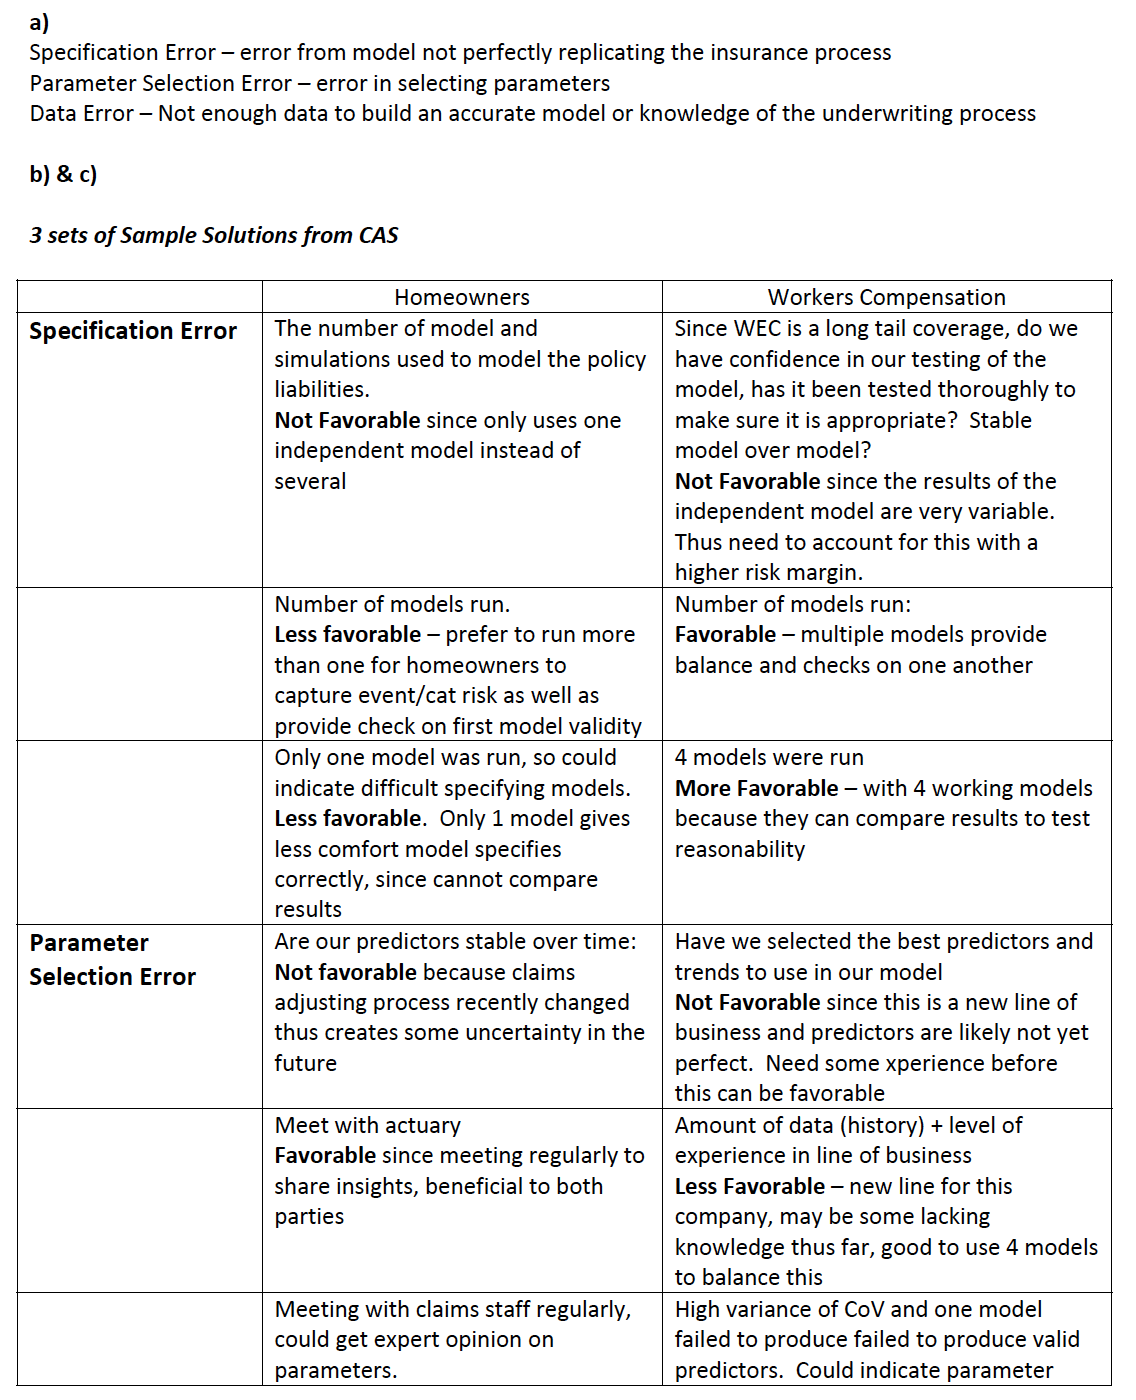 a)
Specification Error – error from model not perfectly replicating the insurance process
Parameter Selection Error – error in selecting parameters
Data Error – Not enough data to build an accurate model or knowledge of the underwriting process
b) & c)
3 sets of Sample Solutions from CAS
Homeowners
Workers Compensation
Specification Error
The number of model and
simulations used to model the policy
liabilities.
Not Favorable since only uses one
independent model instead of
several
Since WEC is a long tail coverage, do we
have confidence in our testing of the
model, has it been tested thoroughly to
make sure it is appropriate? Stable
model over model?
Not Favorable since the results of the
independent model are very variable.
Thus need to account for this with a
higher risk margin.
Number of models run.
Less favorable – prefer to run more
than one for homeowners to
capture event/cat risk as well as
provide check on first model validity
Number of models run:
Favorable – multiple models provide
balance and checks on one another
Only one model was run, so could
indicate difficult specifying models.
Less favorable. Only 1 model gives
less comfort model specifies
correctly, since cannot compare
results
4 models were run
More Favorable – with 4 working models
because they can compare results to test
reasonability
Parameter
Selection Error
Are our predictors stable over time:
Not favorable because claims
adjusting process recently changed
thus creates some uncertainty in the
future
Have we selected the best predictors and
trends to use in our model
Not Favorable since this is a new line of
business and predictors are likely not yet
perfect. Need some xperience before
this can be favorable
Meet with actuary
Favorable since meeting regularly to
share insights, beneficial to both
parties
Amount of data (history) + level of
experience in line of business
Less Favorable – new line for this
company, may be some lacking
knowledge thus far, good to use 4 models
to balance this
Meeting with claims staff regularly,
could get expert opinion on
parameters.
High variance of CoV and one model
failed to produce failed to produce valid
predictors. Could indicate parameter